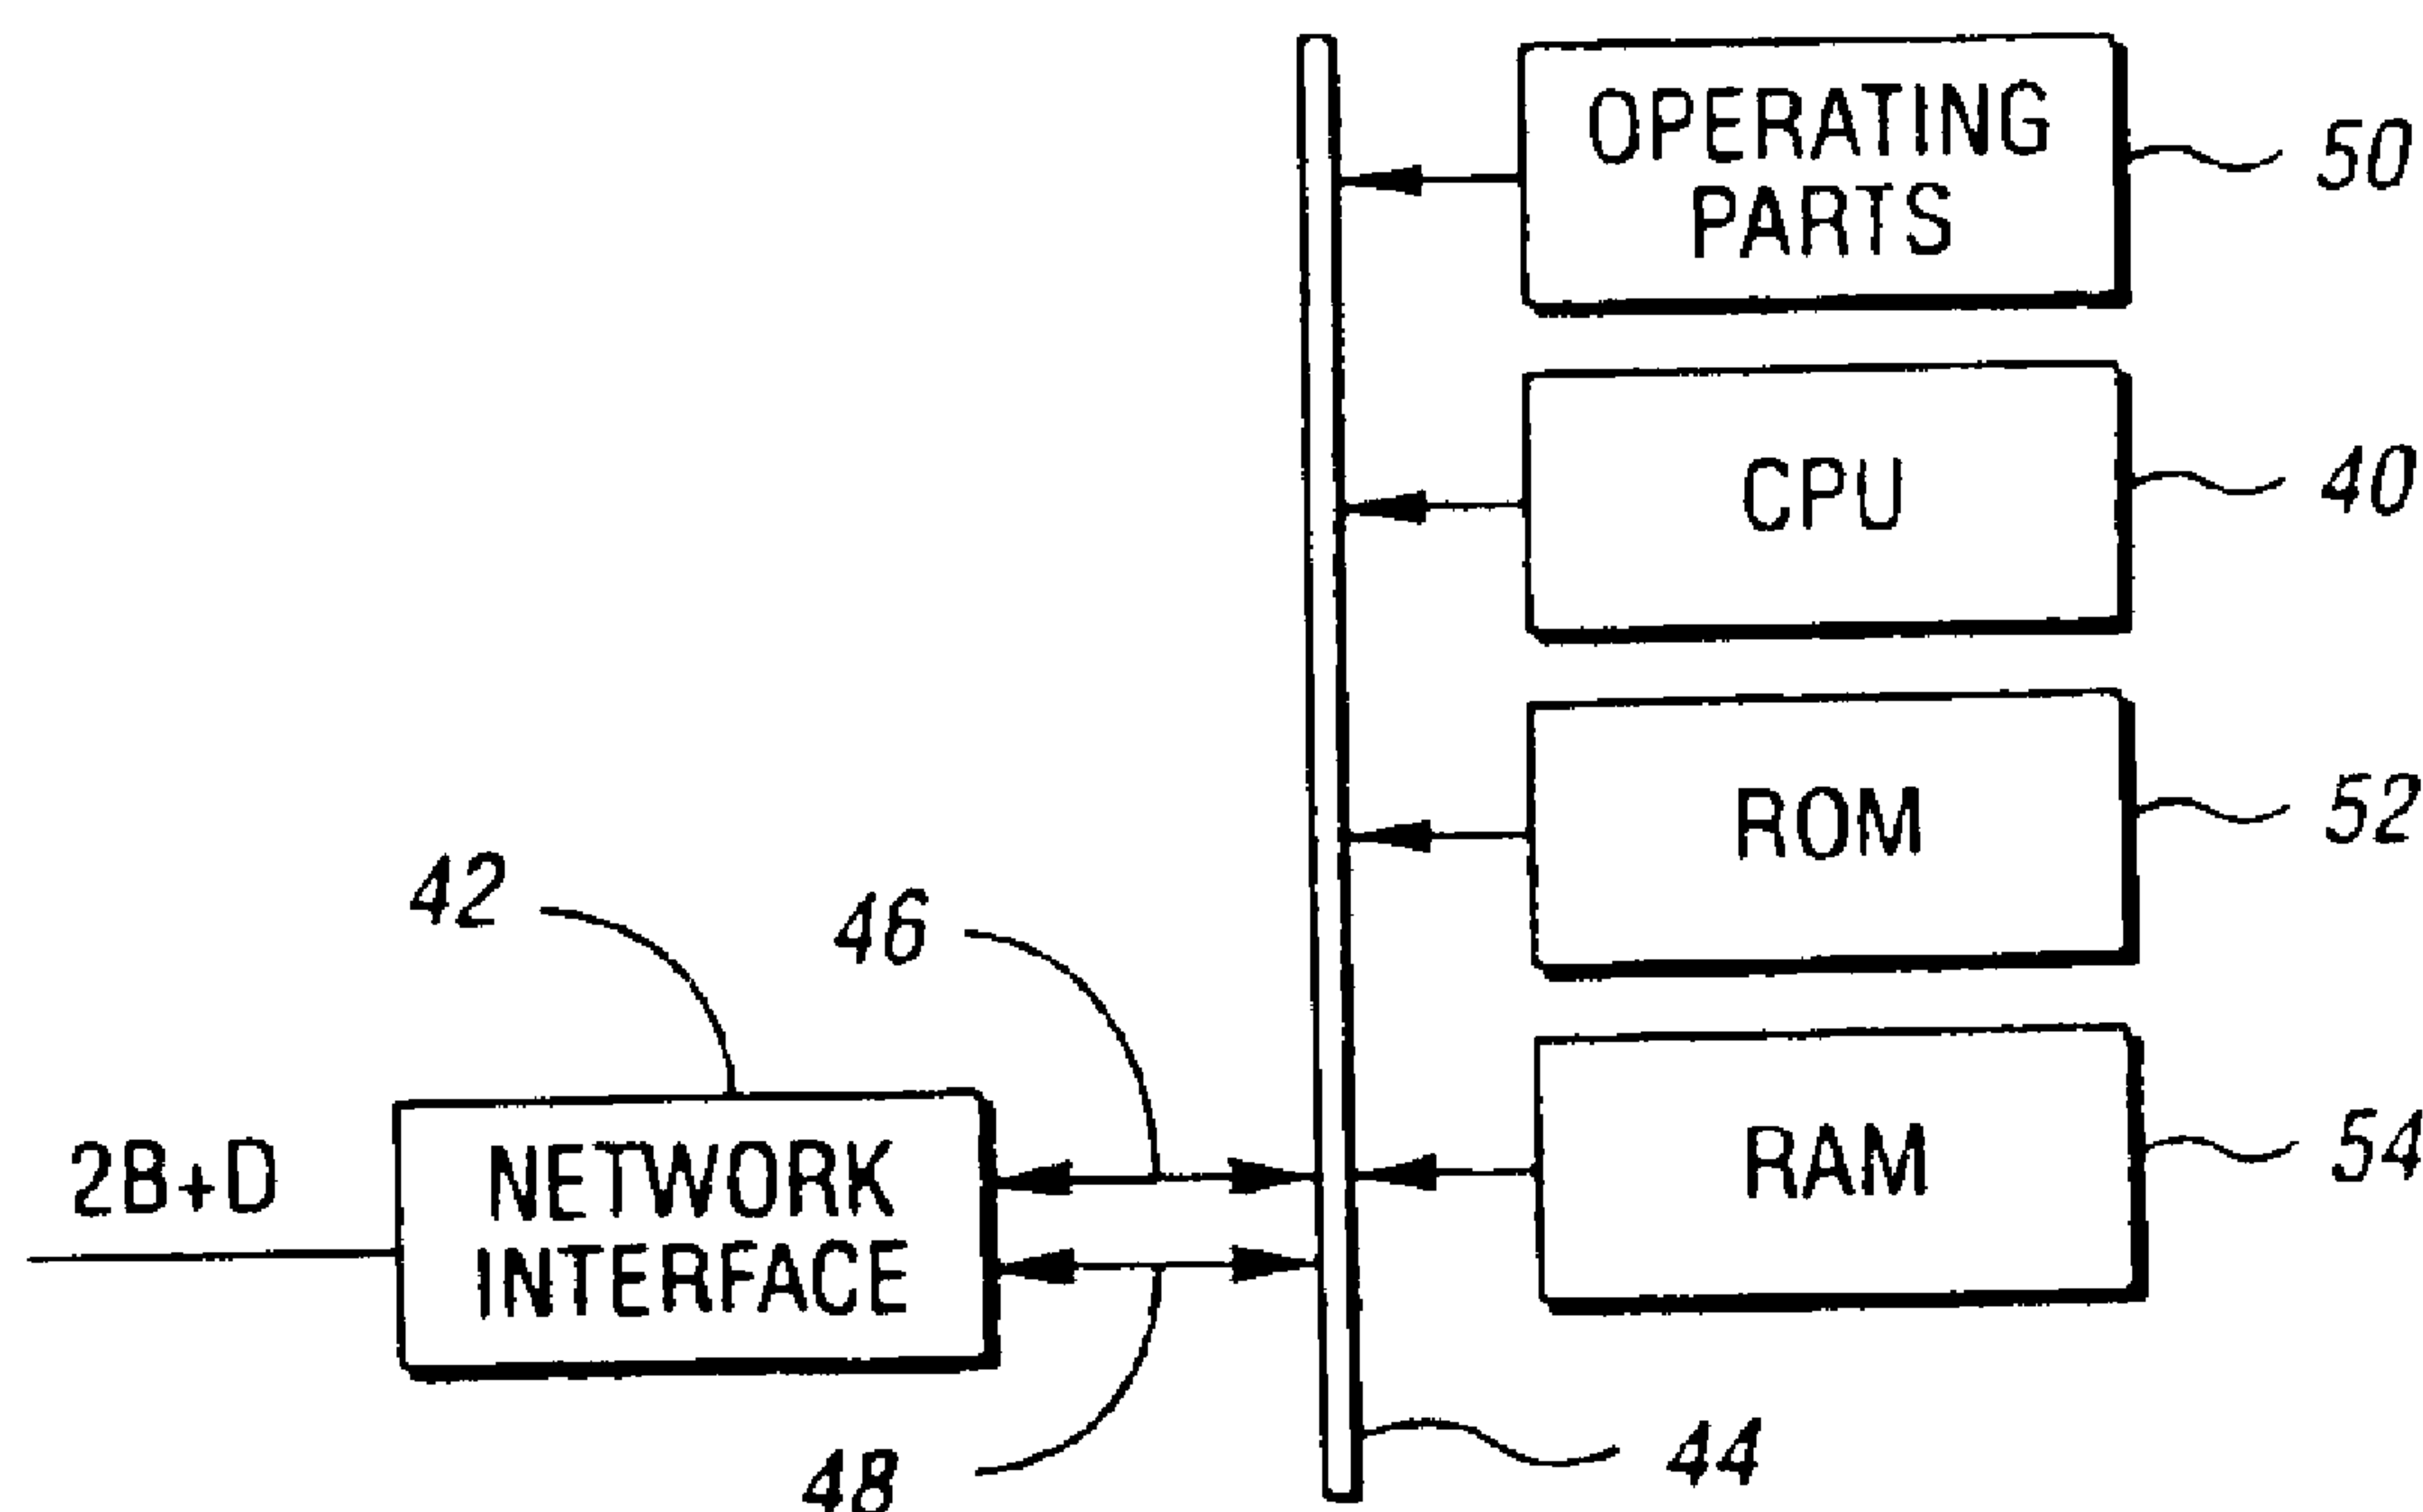 OPERATING
PARTS
50
CPU
40
ROM
52
42
46
2B+D
NETWORK
INTERFACE
RAM
54
48
44